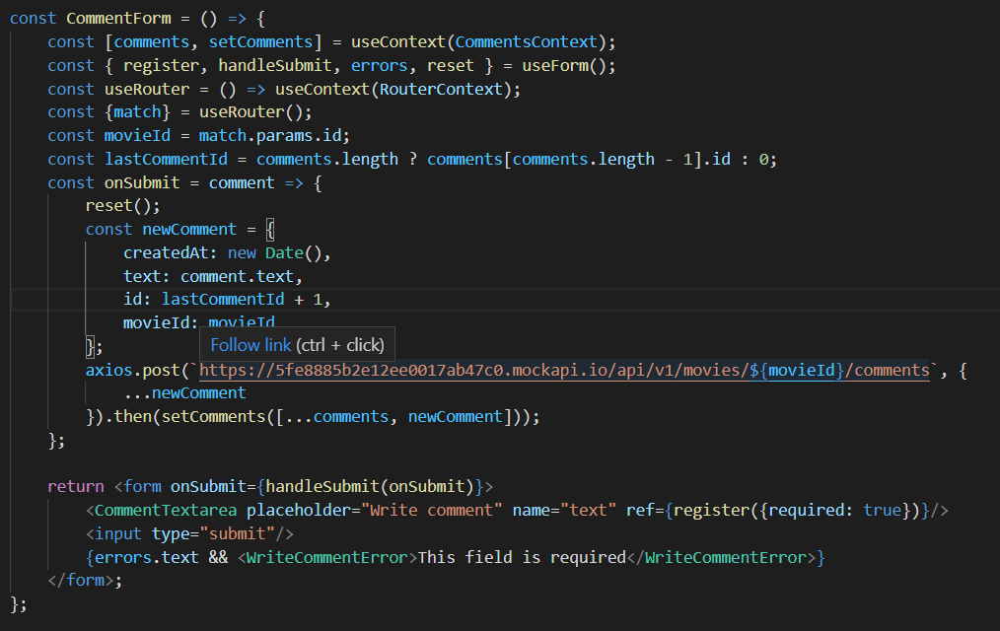 const CommentForm = () => {
    const [comments, setComments] = useContext(CommentsContext);
    const { register, handleSubmit, errors, reset } = useForm();
    const useRouter = () => useContext(RouterContext);
    const {match} = useRouter();
    const movieId = match.params.id;
    const lastCommentId = comments.length ? comments[comments.length - 1].id : 0;
    const onSubmit = comment => {
        reset();
        const newComment = {
            createdAt: new Date(),
            text: comment.text,
            id: lastCommentId + 1,
            movieId: movieId
        };
Follow link (ctrl + click)
        axios.post(`https://5fe8885b2e12ee0017ab47c0.mockapi.io/api/v1/movies/${movieId}/comments`, {
            ...newComment
        }).then(setComments([...comments, newComment]));
    };
    return <form onSubmit={handleSubmit(onSubmit)}>
        <CommentTextarea placeholder="Write comment" name="text" ref={register({required: true})}/>
        <input type="submit"/>
        {errors.text && <WriteCommentError>This field is required</WriteCommentError>}
    </form>;
};